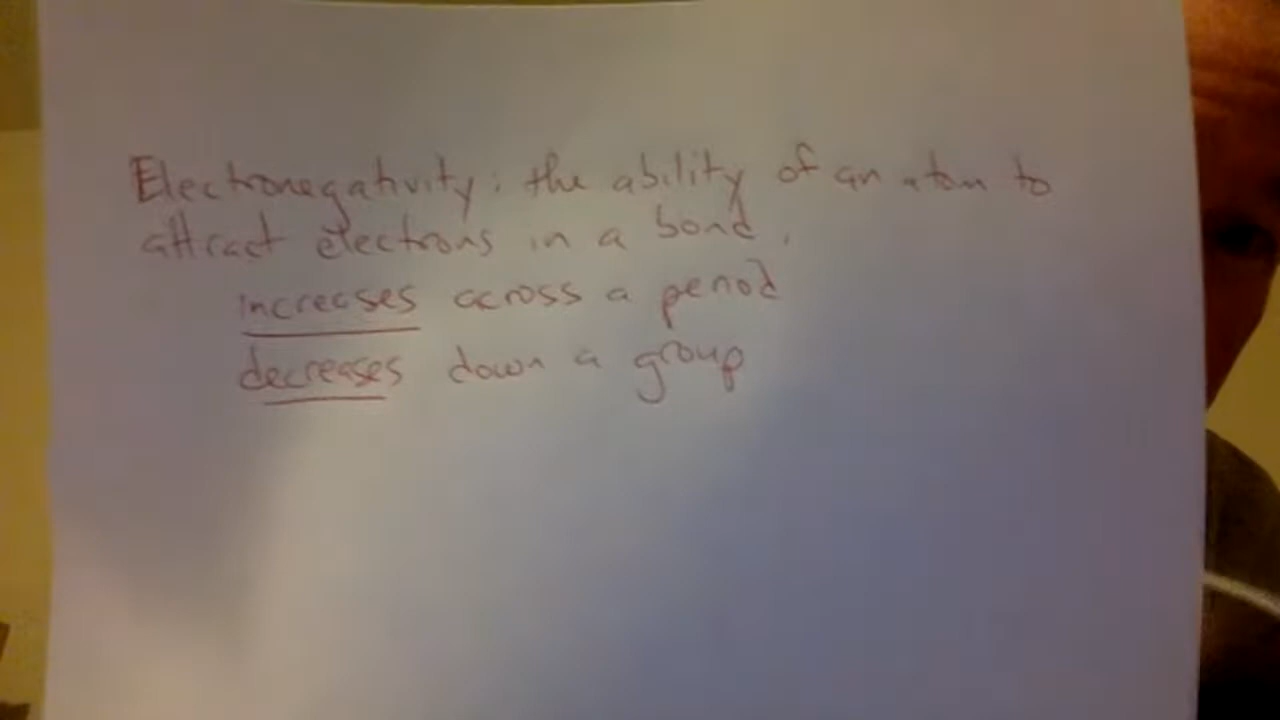 Electronegativity: the ability of an atom to
attract electrons in a bond.
increases across a period
decreases down a group